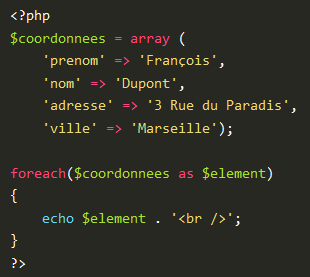 <?php
$coordonnees = array (
    'prenom' => 'François',
    'nom' => 'Dupont',
    'adresse' => '3 Rue du Paradis',
    'ville' => 'Marseille');

foreach($coordonnees as $element)
{
    echo $element . '<br />';
}
?>